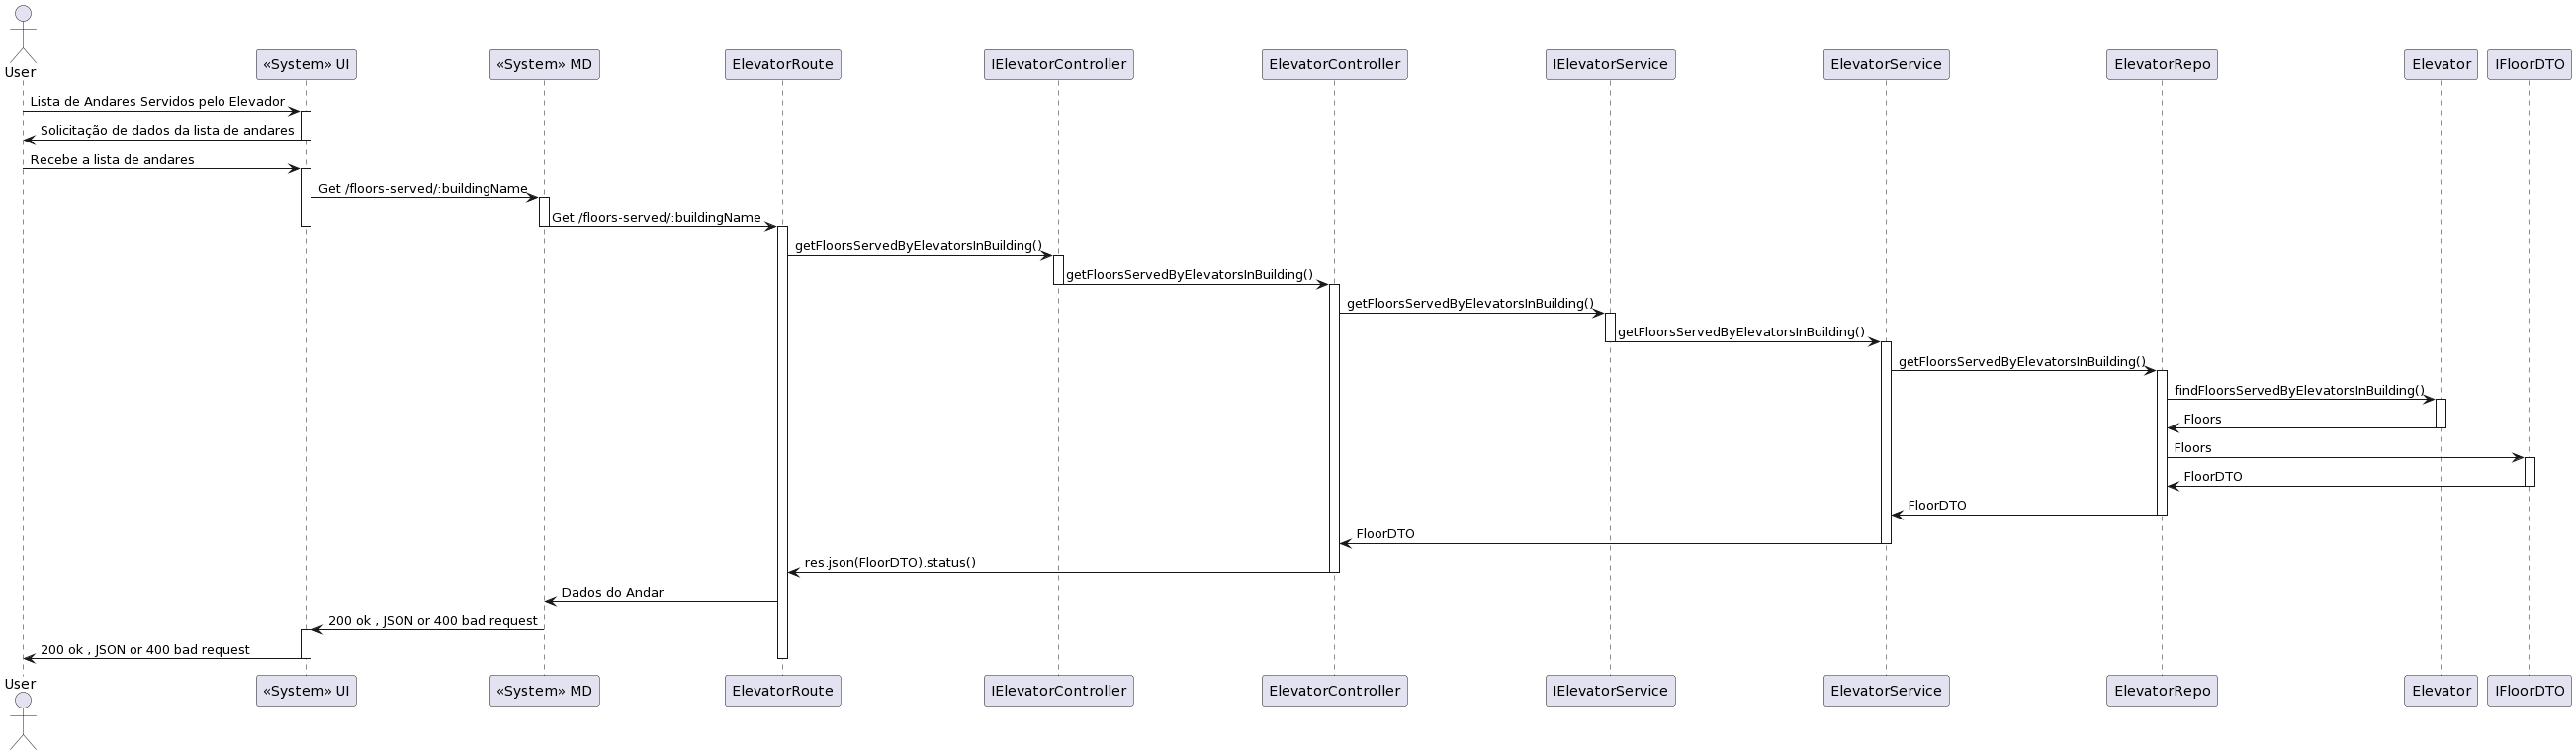 User
«System» UI
«System» MD
ElevatorRoute
IElevatorController
ElevatorController
IElevatorService
ElevatorService
ElevatorRepo
Elevator
IFloorDTO
Lista de Andares Servidos pelo Elevador
Solicitação de dados da lista de andares
Recebe a lista de andares
Get /floors-served/:buildingName
Get /floors-served/:buildingName
getFloorsServedByElevatorsInBuilding()
getFloorsServedByElevatorsInBuilding()
getFloorsServedByElevatorsInBuilding()
getFloorsServedByElevatorsInBuilding()
getFloorsServedByElevatorsInBuilding()
findFloorsServedByElevatorsInBuilding()
Floors
Floors
FloorDTO
FloorDTO
FloorDTO
res.json(FloorDTO).status()
Dados do Andar
200 ok , JSON or 400 bad request
200 ok , JSON or 400 bad request
User
«System» UI
«System» MD
ElevatorRoute
IElevatorController
ElevatorController
IElevatorService
ElevatorService
ElevatorRepo
Elevator
IFloorDTO